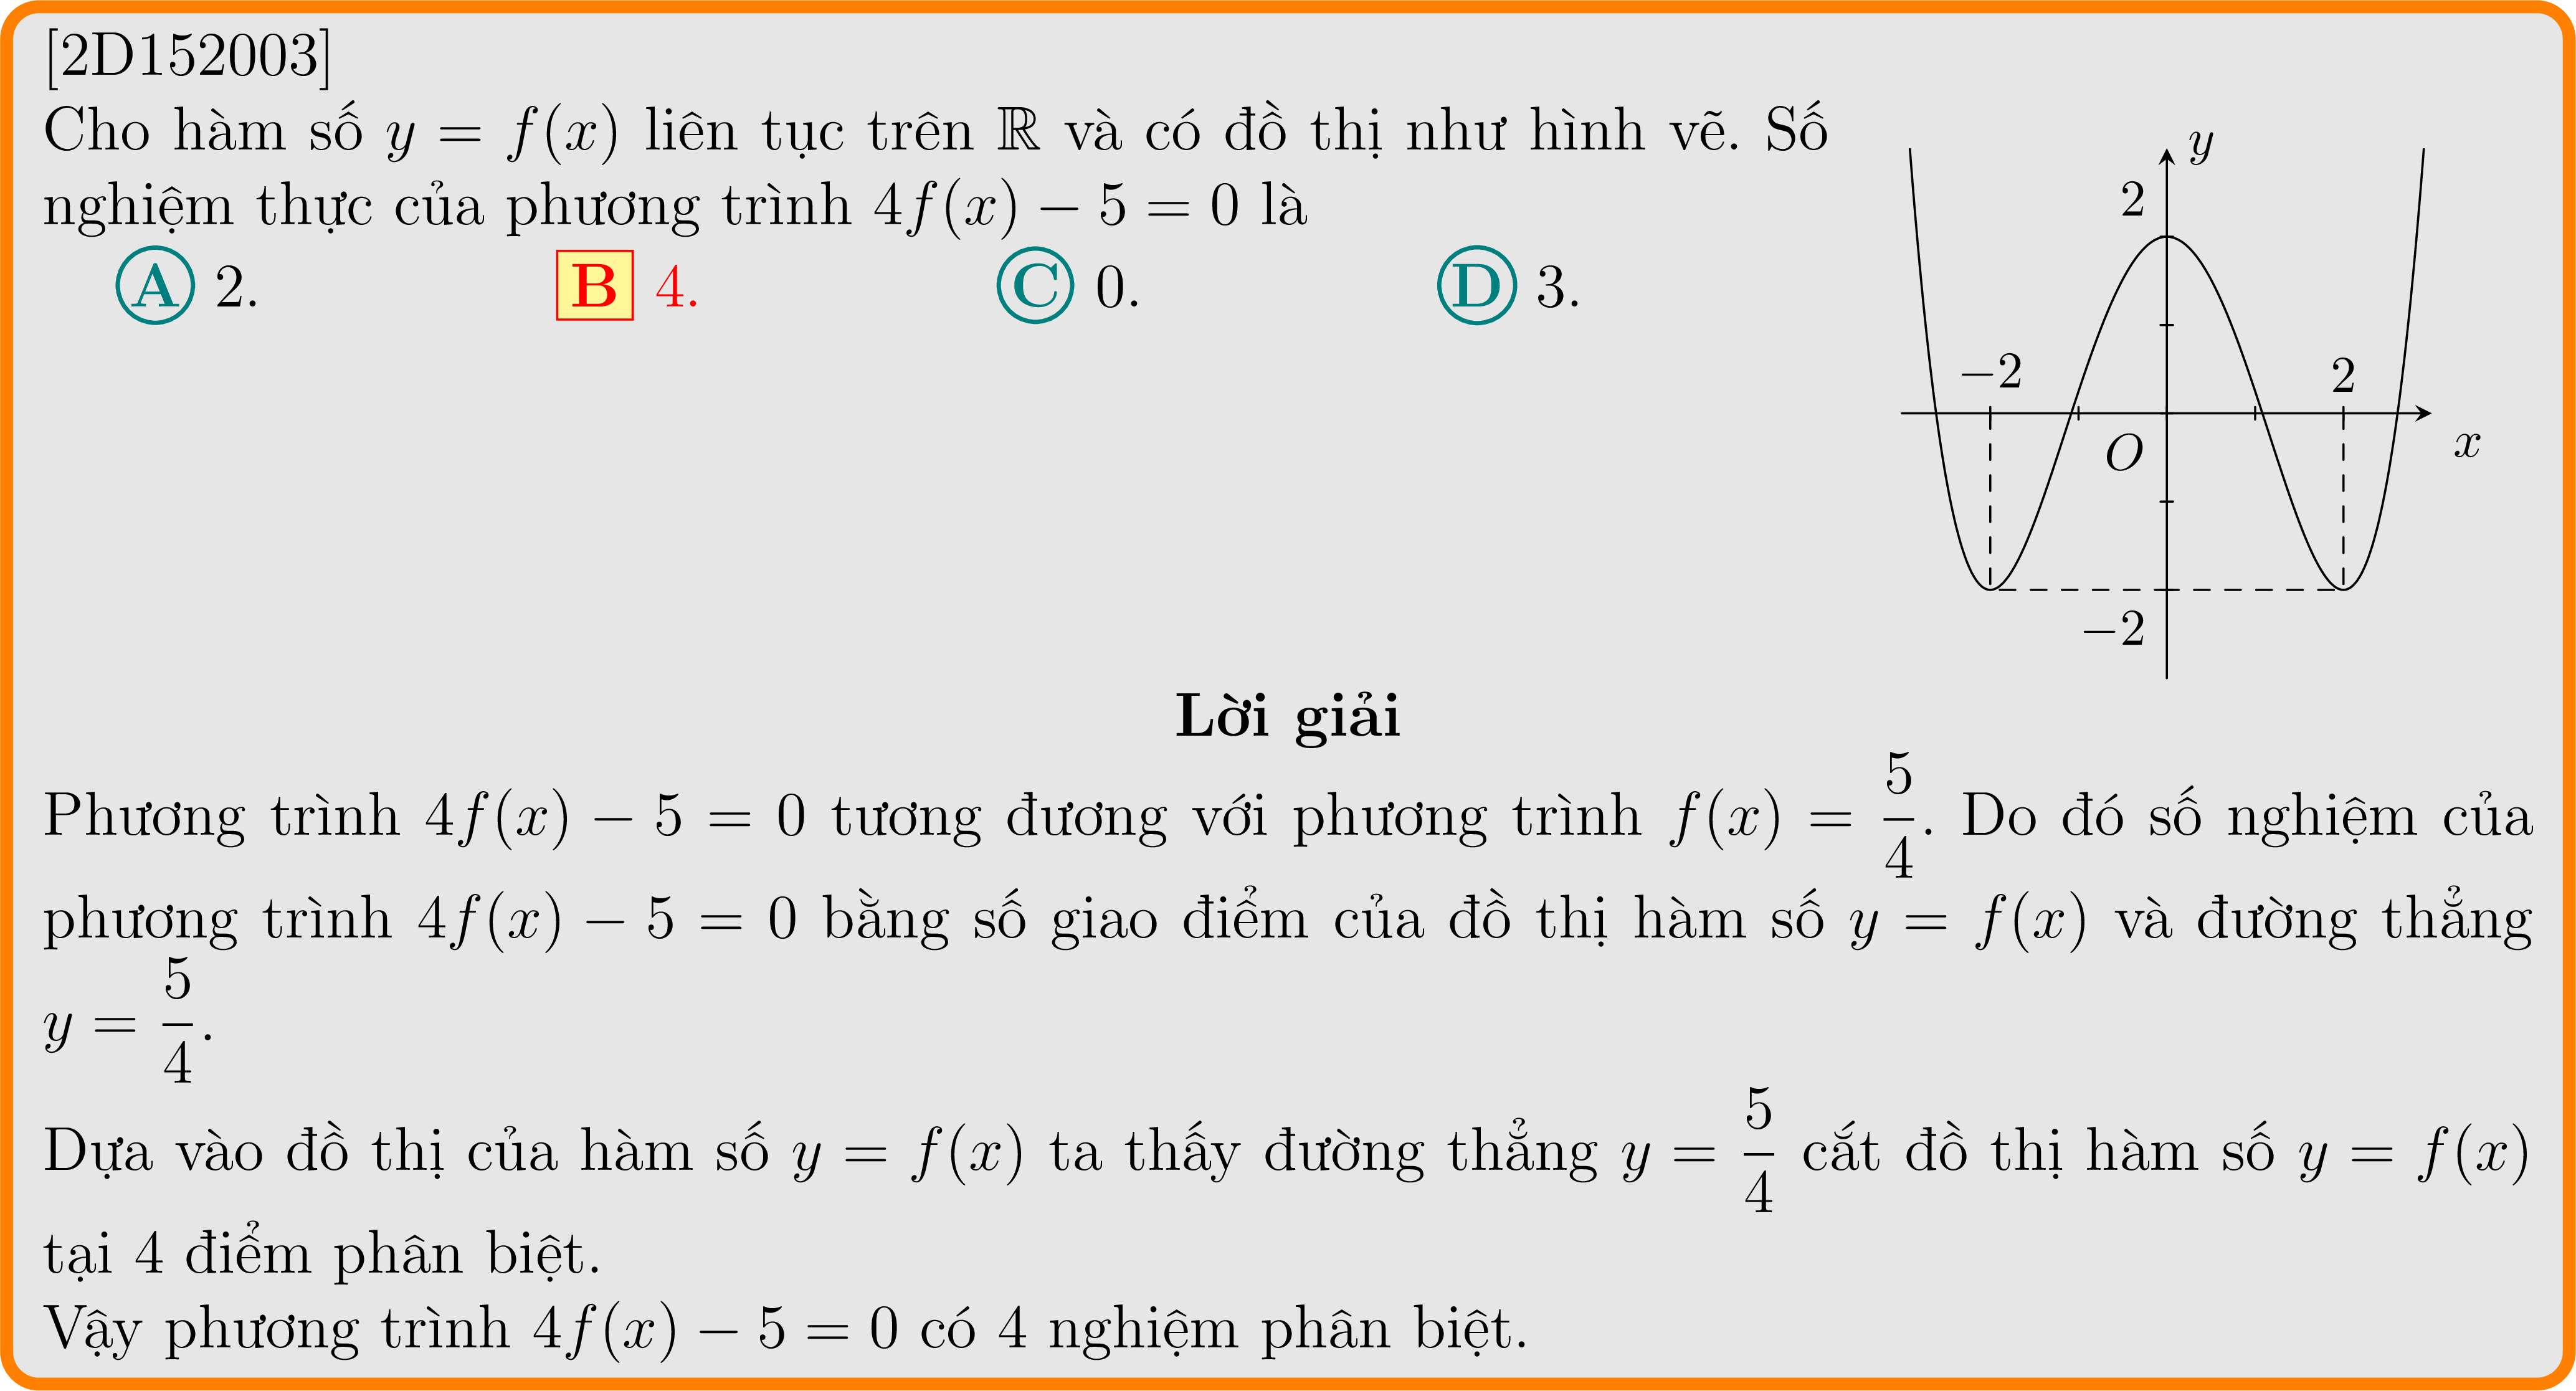 [2D152003]
Cho hàm số y = f(x) liên tục trên ℝ và có đồ thị như hình vẽ. Số
nghiệm thực của phương trình 4f(x) − 5 = 0 là
A 2. B 4. C 0. D 3.
y
2
−2 2
O x
−2
Lời giải
Phương trình 4f(x) − 5 = 0 tương đương với phương trình f(x) = 5/4. Do đó số nghiệm của
phương trình 4f(x) − 5 = 0 bằng số giao điểm của đồ thị hàm số y = f(x) và đường thẳng
y = 5/4.
Dựa vào đồ thị của hàm số y = f(x) ta thấy đường thẳng y = 5/4 cắt đồ thị hàm số y = f(x)
tại 4 điểm phân biệt.
Vậy phương trình 4f(x) − 5 = 0 có 4 nghiệm phân biệt.